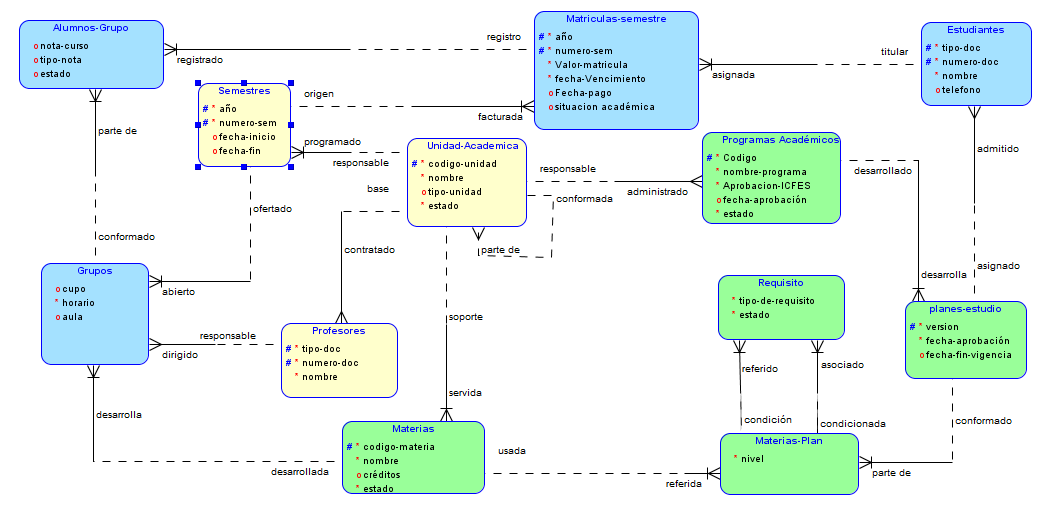 Alumnos-Grupo
o nota-curso
o tipo-nota
o estado
registrado
registro
Matriculas-semestre
# * año
# * numero-sem
* Valor-matricula
* fecha-Vencimiento
o Fecha-pago
o situacion académica
asignada
titular
Estudiantes
# * tipo-doc
# * numero-doc
* nombre
o telefono
Semestres
# * año
# * numero-sem
o fecha-inicio
o fecha-fin
origen
facturada
parte de
conformado
programado
responsable
Unidad-Academica
# * codigo-unidad
* nombre
o tipo-unidad
* estado
responsable
administrado
Programas Académicos
# * Codigo
* nombre-programa
* Aprobacion-ICFES
o fecha-aprobación
* estado
desarrollado
desarrolla
admitido
asignado
base
contratado
conformada
parte de
ofertado
abierto
Grupos
o cupo
* horario
o aula
responsable
dirigido
Profesores
# * tipo-doc
# * numero-doc
* nombre
soporte
servida
Requisito
* tipo-de-requisito
* estado
planes-estudio
# * version
* fecha-aprobación
o fecha-fin-vigencia
referido
condición
asociado
condicionada
conformado
parte de
desarrolla
desarrollada
Materias
# * codigo-materia
* nombre
o créditos
* estado
usada
referida
Materias-Plan
* nivel